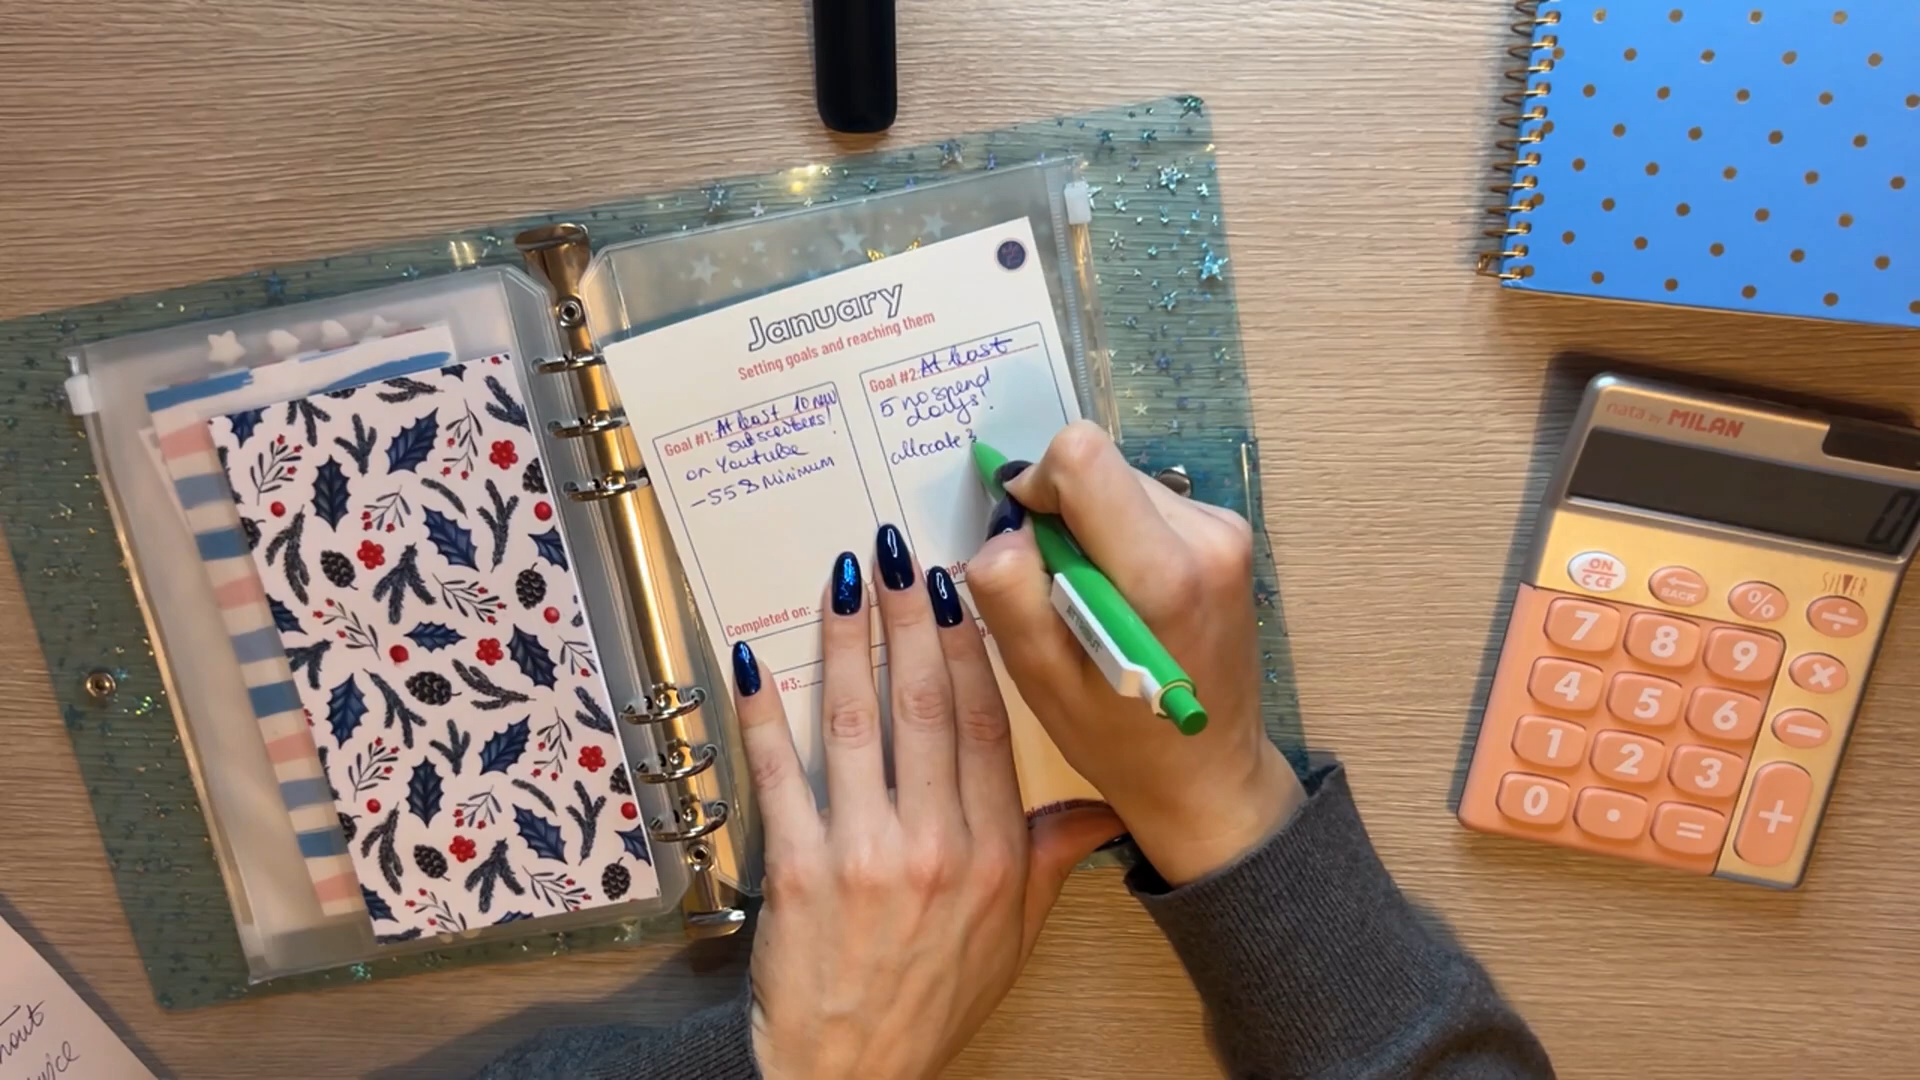 January
Setting goals and reaching them
Goal #1: At least 10 new
subscribers!
on Youtube
- 558 Minimum
Completed on:
Goal #2: At least
5 no spend
days!
allocate
#3:
nata by MILAN
0
ON
C CE
BACK
%
÷
SILVER
7 8 9 ×
4 5 6 −
1 2 3 +
0 . =